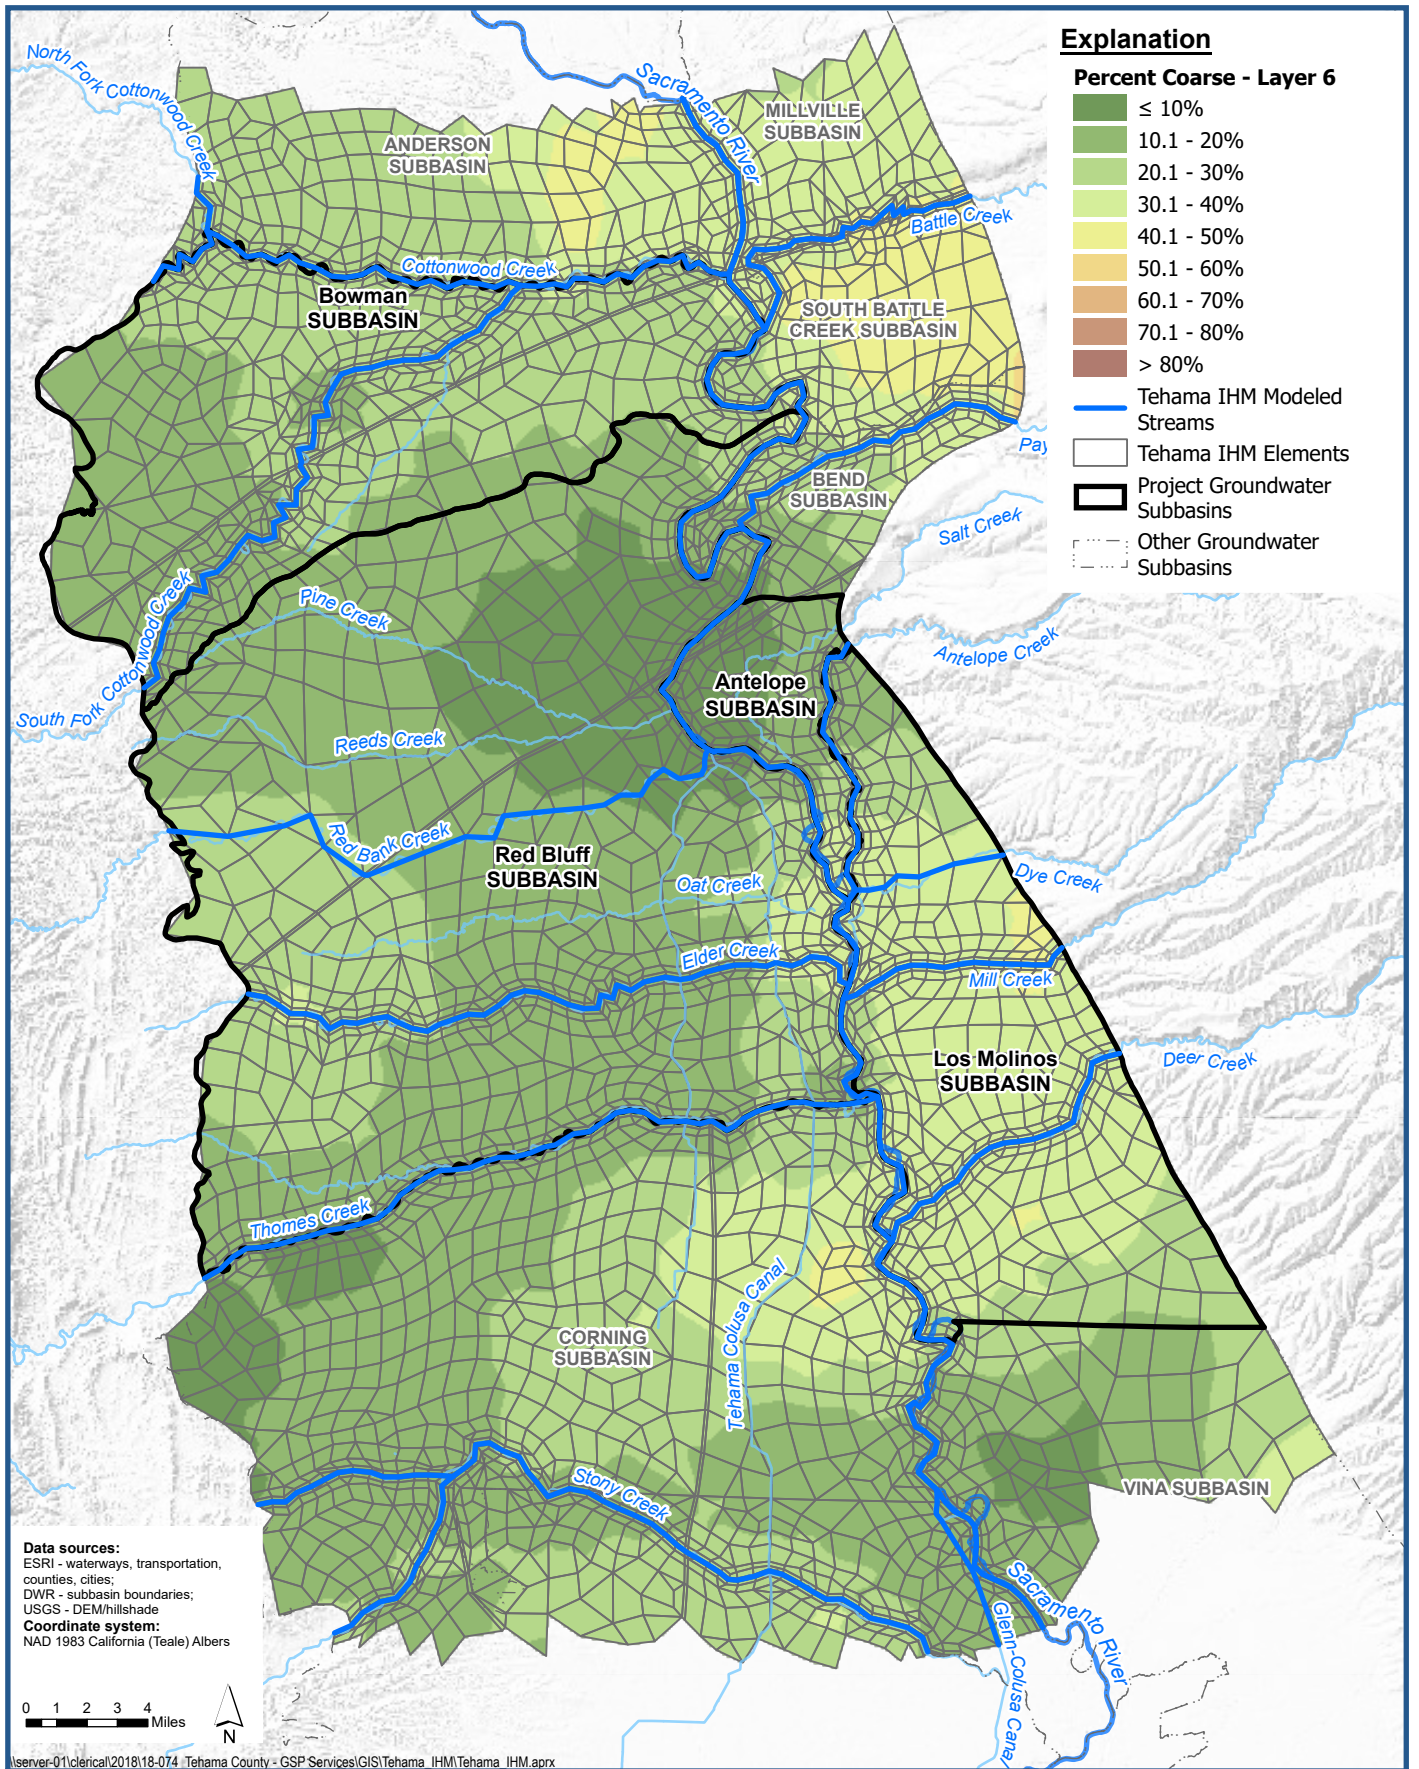 Explanation
Percent Coarse - Layer 6
≤ 10%
10.1 - 20%
20.1 - 30%
30.1 - 40%
40.1 - 50%
50.1 - 60%
60.1 - 70%
70.1 - 80%
> 80%
Tehama IHM Modeled
Streams
Tehama IHM Elements
Project Groundwater
Subbasins
Other Groundwater
Subbasins
North Fork Cottonwood Creek
Sacramento River
MILLVILLE
SUBBASIN
ANDERSON
SUBBASIN
Battle Creek
Cottonwood Creek
Bowman
SUBBASIN
SOUTH BATTLE
CREEK SUBBASIN
Pay
BEND
SUBBASIN
Salt Creek
South Fork Cottonwood Creek
Pine Creek
Antelope Creek
Antelope
SUBBASIN
Reeds Creek
Red Bank Creek
Red Bluff
SUBBASIN
Oat Creek
Dye Creek
Elder Creek
Mill Creek
Los Molinos
SUBBASIN
Deer Creek
Thomes Creek
Tehama Colusa Canal
CORNING
SUBBASIN
Stony Creek
VINA SUBBASIN
Sacramento River
Glenn-Colusa Canal
Data sources:
ESRI - waterways, transportation,
counties, cities;
DWR - subbasin boundaries;
USGS - DEM/hillshade
Coordinate system:
NAD 1983 California (Teale) Albers
0 1 2 3 4
Miles
N
\\server-01\clerical\2018\18-074_Tehama County - GSP Services\GIS\Tehama_IHM\Tehama_IHM.aprx